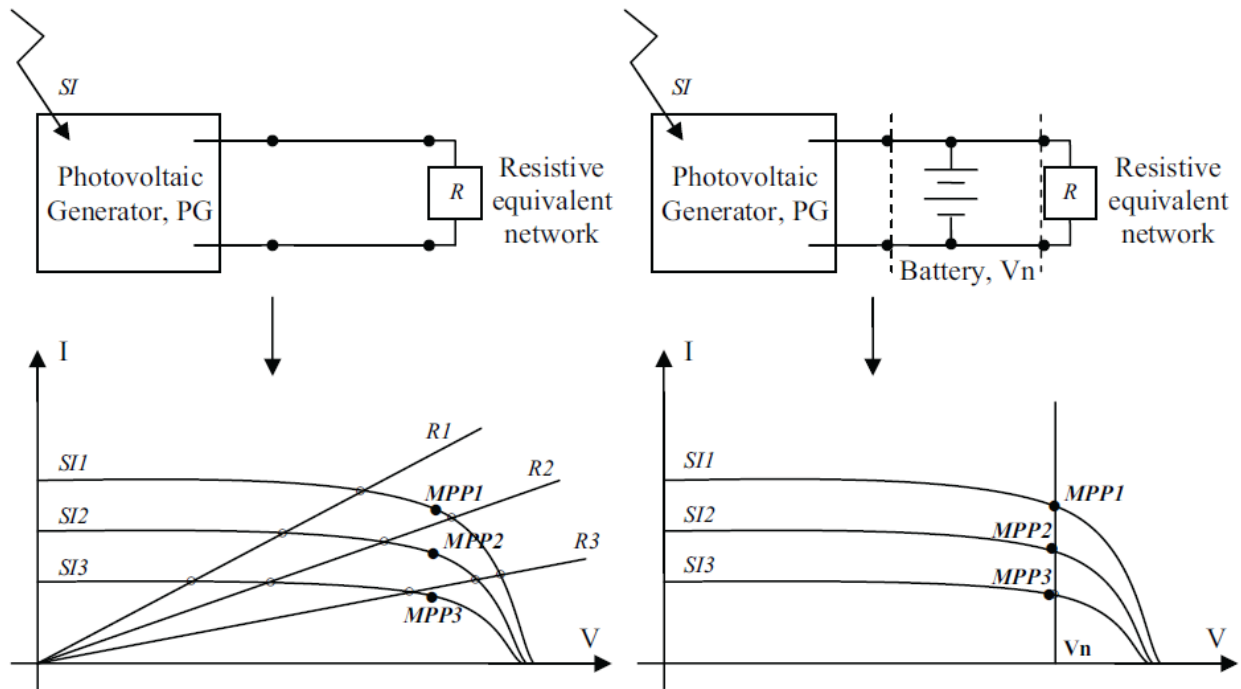 SI
Photovoltaic
Generator, PG
R
Resistive
equivalent
network
I
R1
R2
R3
SI1
SI2
SI3
MPP1
MPP2
MPP3
V
SI
Photovoltaic
Generator, PG
R
Resistive
equivalent
network
Battery, Vn
I
SI1
SI2
SI3
MPP1
MPP2
MPP3
V
Vn